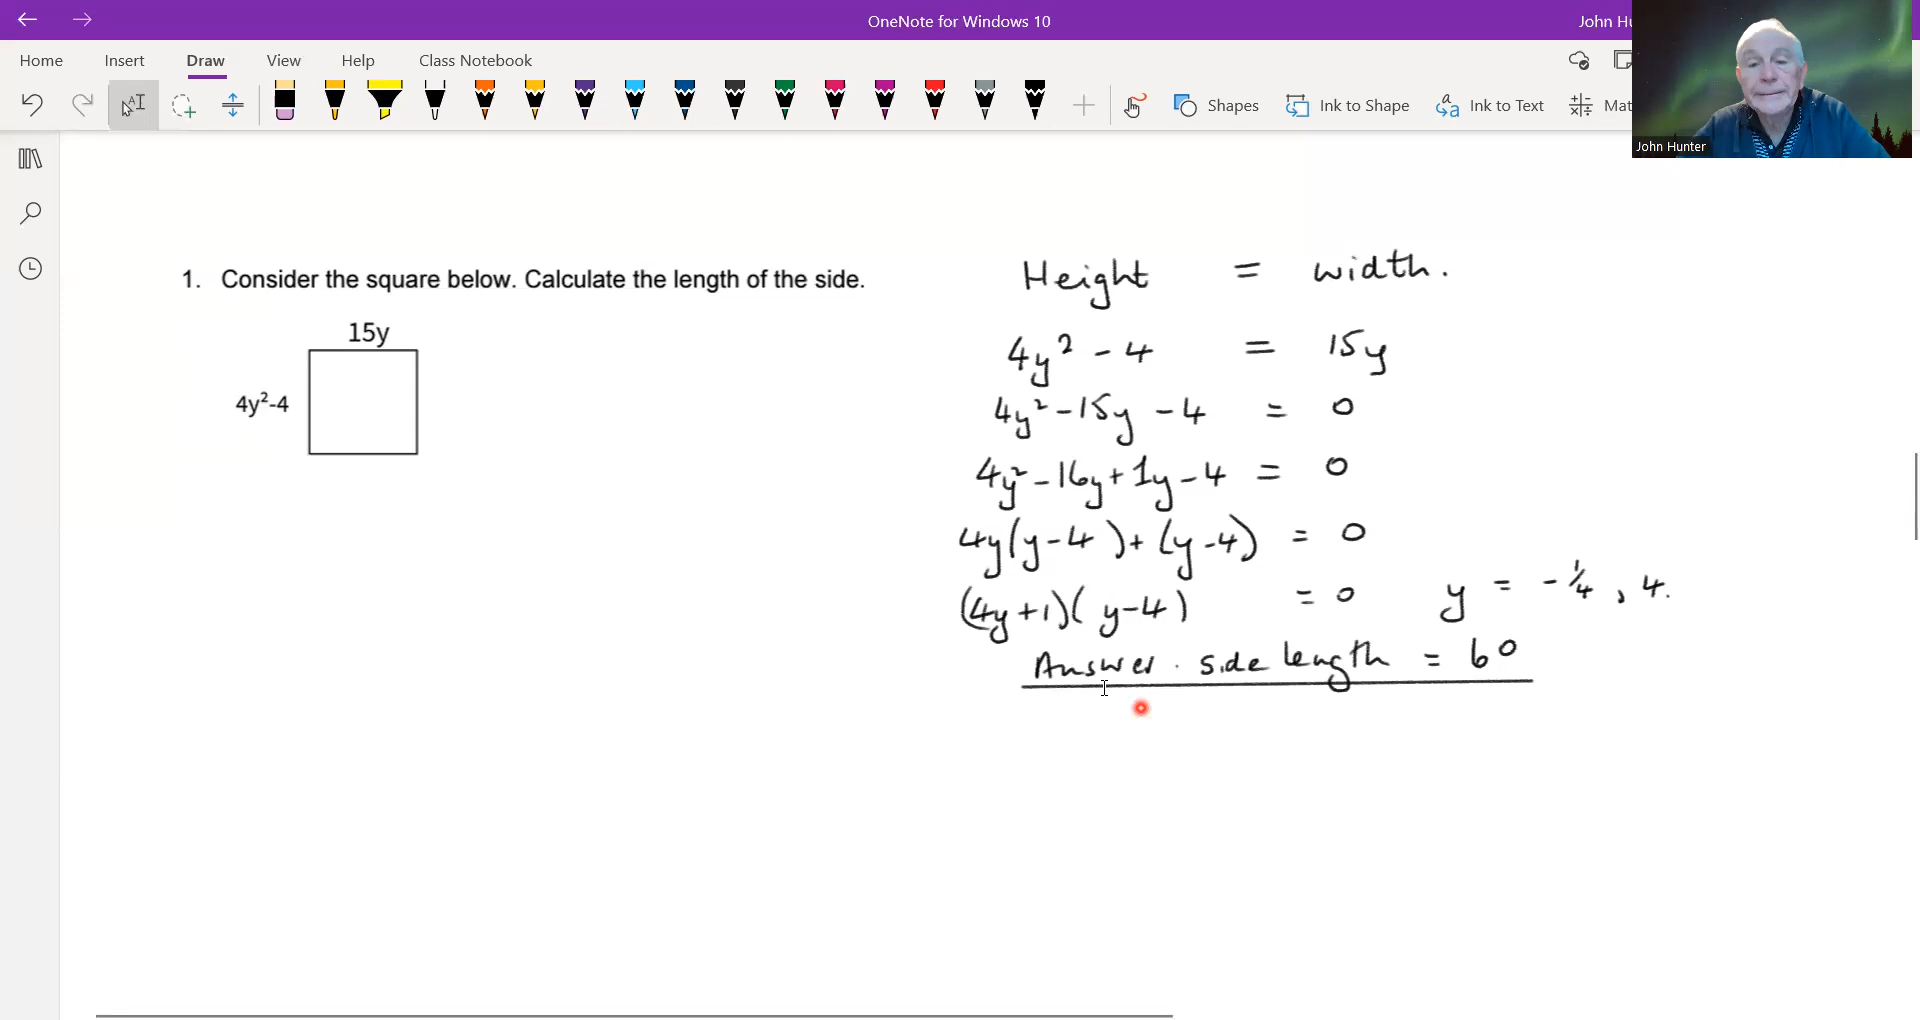 OneNote for Windows 10
John Hu
Home Insert Draw View Help Class Notebook
Shapes Ink to Shape Ink to Text Mat
John Hunter
1. Consider the square below. Calculate the length of the side.
15y
4y²-4
Height = width.
4y² - 4 = 15y
4y² - 15y - 4 = 0
4y² - 16y + 1y - 4 = 0
4y(y-4) + (y-4) = 0
(4y+1)(y-4) = 0 y = -1/4, 4.
Answer. side length = 60